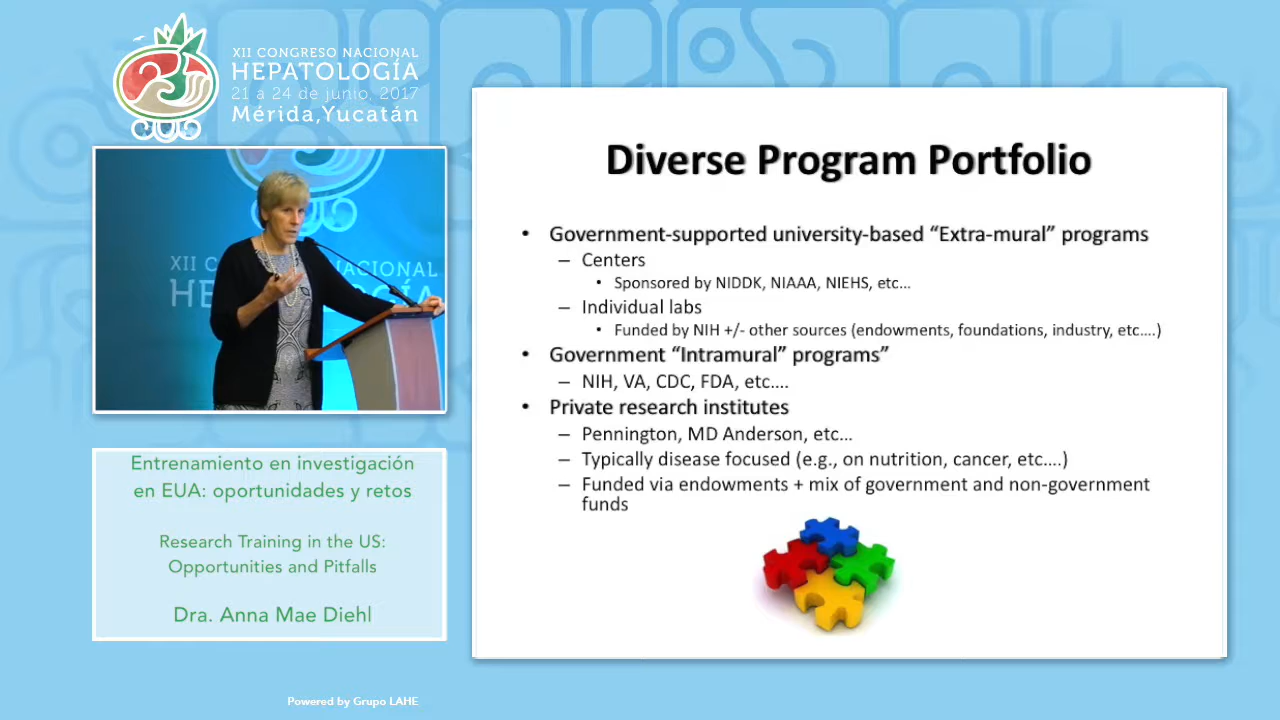 XII CONGRESO NACIONAL
HEPATOLOGÍA
21 a 24 de junio, 2017
Mérida,Yucatán
XII CONGRESO NACIONAL
HEPATOLOGÍA
Entrenamiento en investigación
en EUA: oportunidades y retos
Research Training in the US:
Opportunities and Pitfalls
Dra. Anna Mae Diehl
Powered by Grupo LAHE
Diverse Program Portfolio
• Government-supported university-based “Extra-mural” programs
– Centers
• Sponsored by NIDDK, NIAAA, NIEHS, etc...
– Individual labs
• Funded by NIH +/- other sources (endowments, foundations, industry, etc....)
• Government “Intramural” programs”
– NIH, VA, CDC, FDA, etc....
• Private research institutes
– Pennington, MD Anderson, etc...
– Typically disease focused (e.g., on nutrition, cancer, etc....)
– Funded via endowments + mix of government and non-government
funds